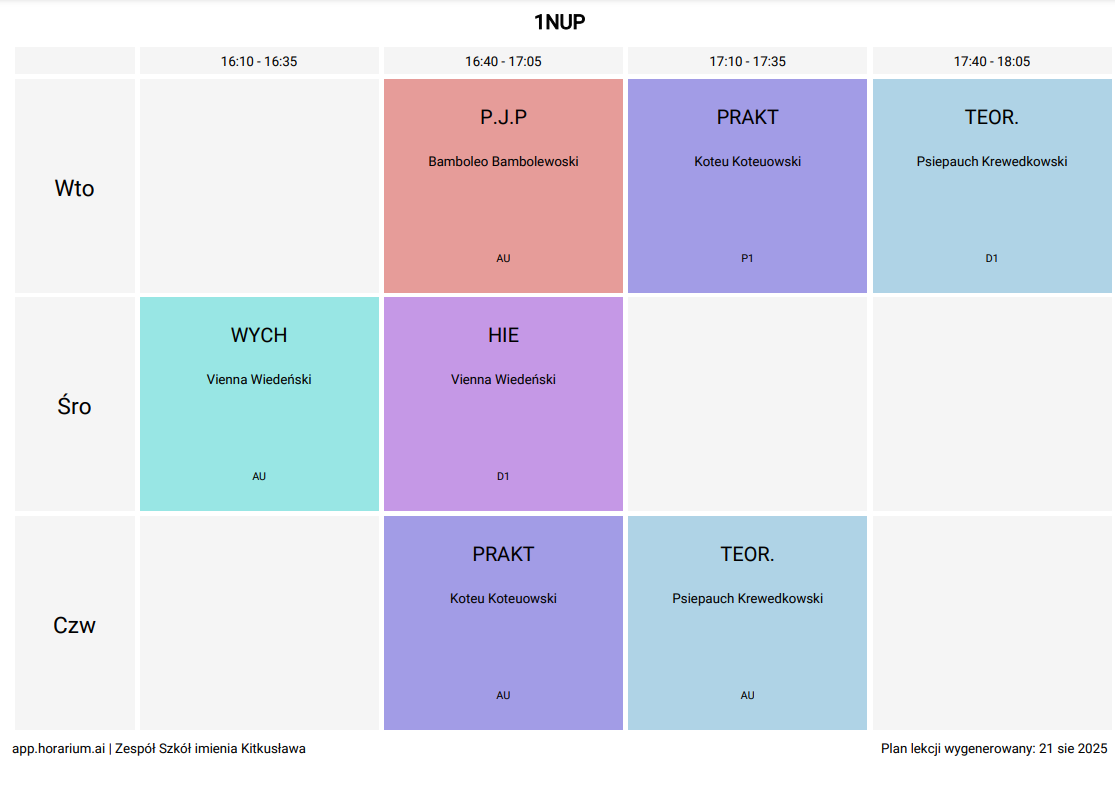 1NUP
16:10 - 16:35
16:40 - 17:05
17:10 - 17:35
17:40 - 18:05
Wto
P.J.P
Bamboleo Bambolewoski
AU
PRAKT
Koteu Koteuowski
P1
TEOR.
Psiepauch Krewedkowski
D1
Śro
WYCH
Vienna Wiedeński
AU
HIE
Vienna Wiedeński
D1
Czw
PRAKT
Koteu Koteuowski
AU
TEOR.
Psiepauch Krewedkowski
AU
app.horarium.ai | Zespół Szkół imienia Kitkusława
Plan lekcji wygenerowany: 21 sie 2025